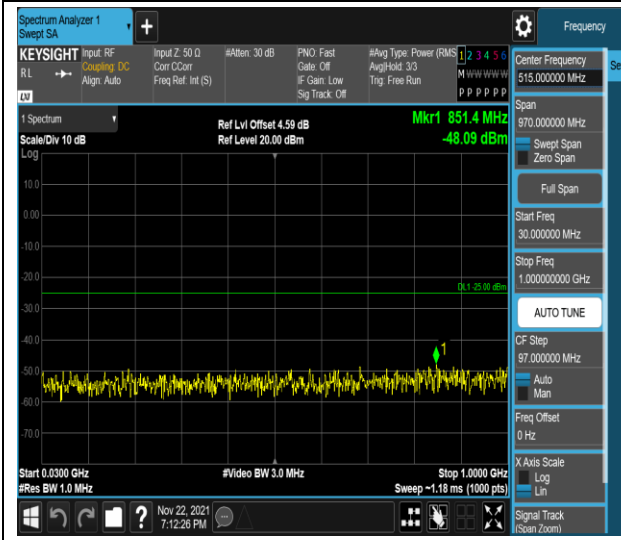 Spectrum Analyzer 1
Swept SA
Frequency
KEYSIGHT
RL
LXI
Input: RF
Coupling: DC
Align: Auto
Input Z: 50 Ω
Corr CCorr
Freq Ref: Int (S)
#Atten: 30 dB
PNO: Fast
Gate: Off
IF Gain: Low
Sig Track: Off
#Avg Type: Power (RMS
Avg|Hold: 3/3
Trig: Free Run
1 2 3 4 5 6
M W W W W W
P P P P P P
1 Spectrum
Scale/Div 10 dB
Ref Lvl Offset 4.59 dB
Ref Level 20.00 dBm
Mkr1 851.4 MHz
-48.09 dBm
Log
10.0
0.00
-10.0
-20.0
DL1 -25.00 dBm
-30.0
-40.0
1
-50.0
-60.0
-70.0
Start 0.0300 GHz
#Res BW 1.0 MHz
#Video BW 3.0 MHz
Stop 1.0000 GHz
Sweep ~1.18 ms (1000 pts)
Nov 22, 2021
7:12:26 PM
Center Frequency
515.000000 MHz
Se
Span
970.000000 MHz
Swept Span
Zero Span
Full Span
Start Freq
30.000000 MHz
Stop Freq
1.000000000 GHz
AUTO TUNE
CF Step
97.000000 MHz
Auto
Man
Freq Offset
0 Hz
X Axis Scale
Log
Lin
Signal Track
(Span Zoom)